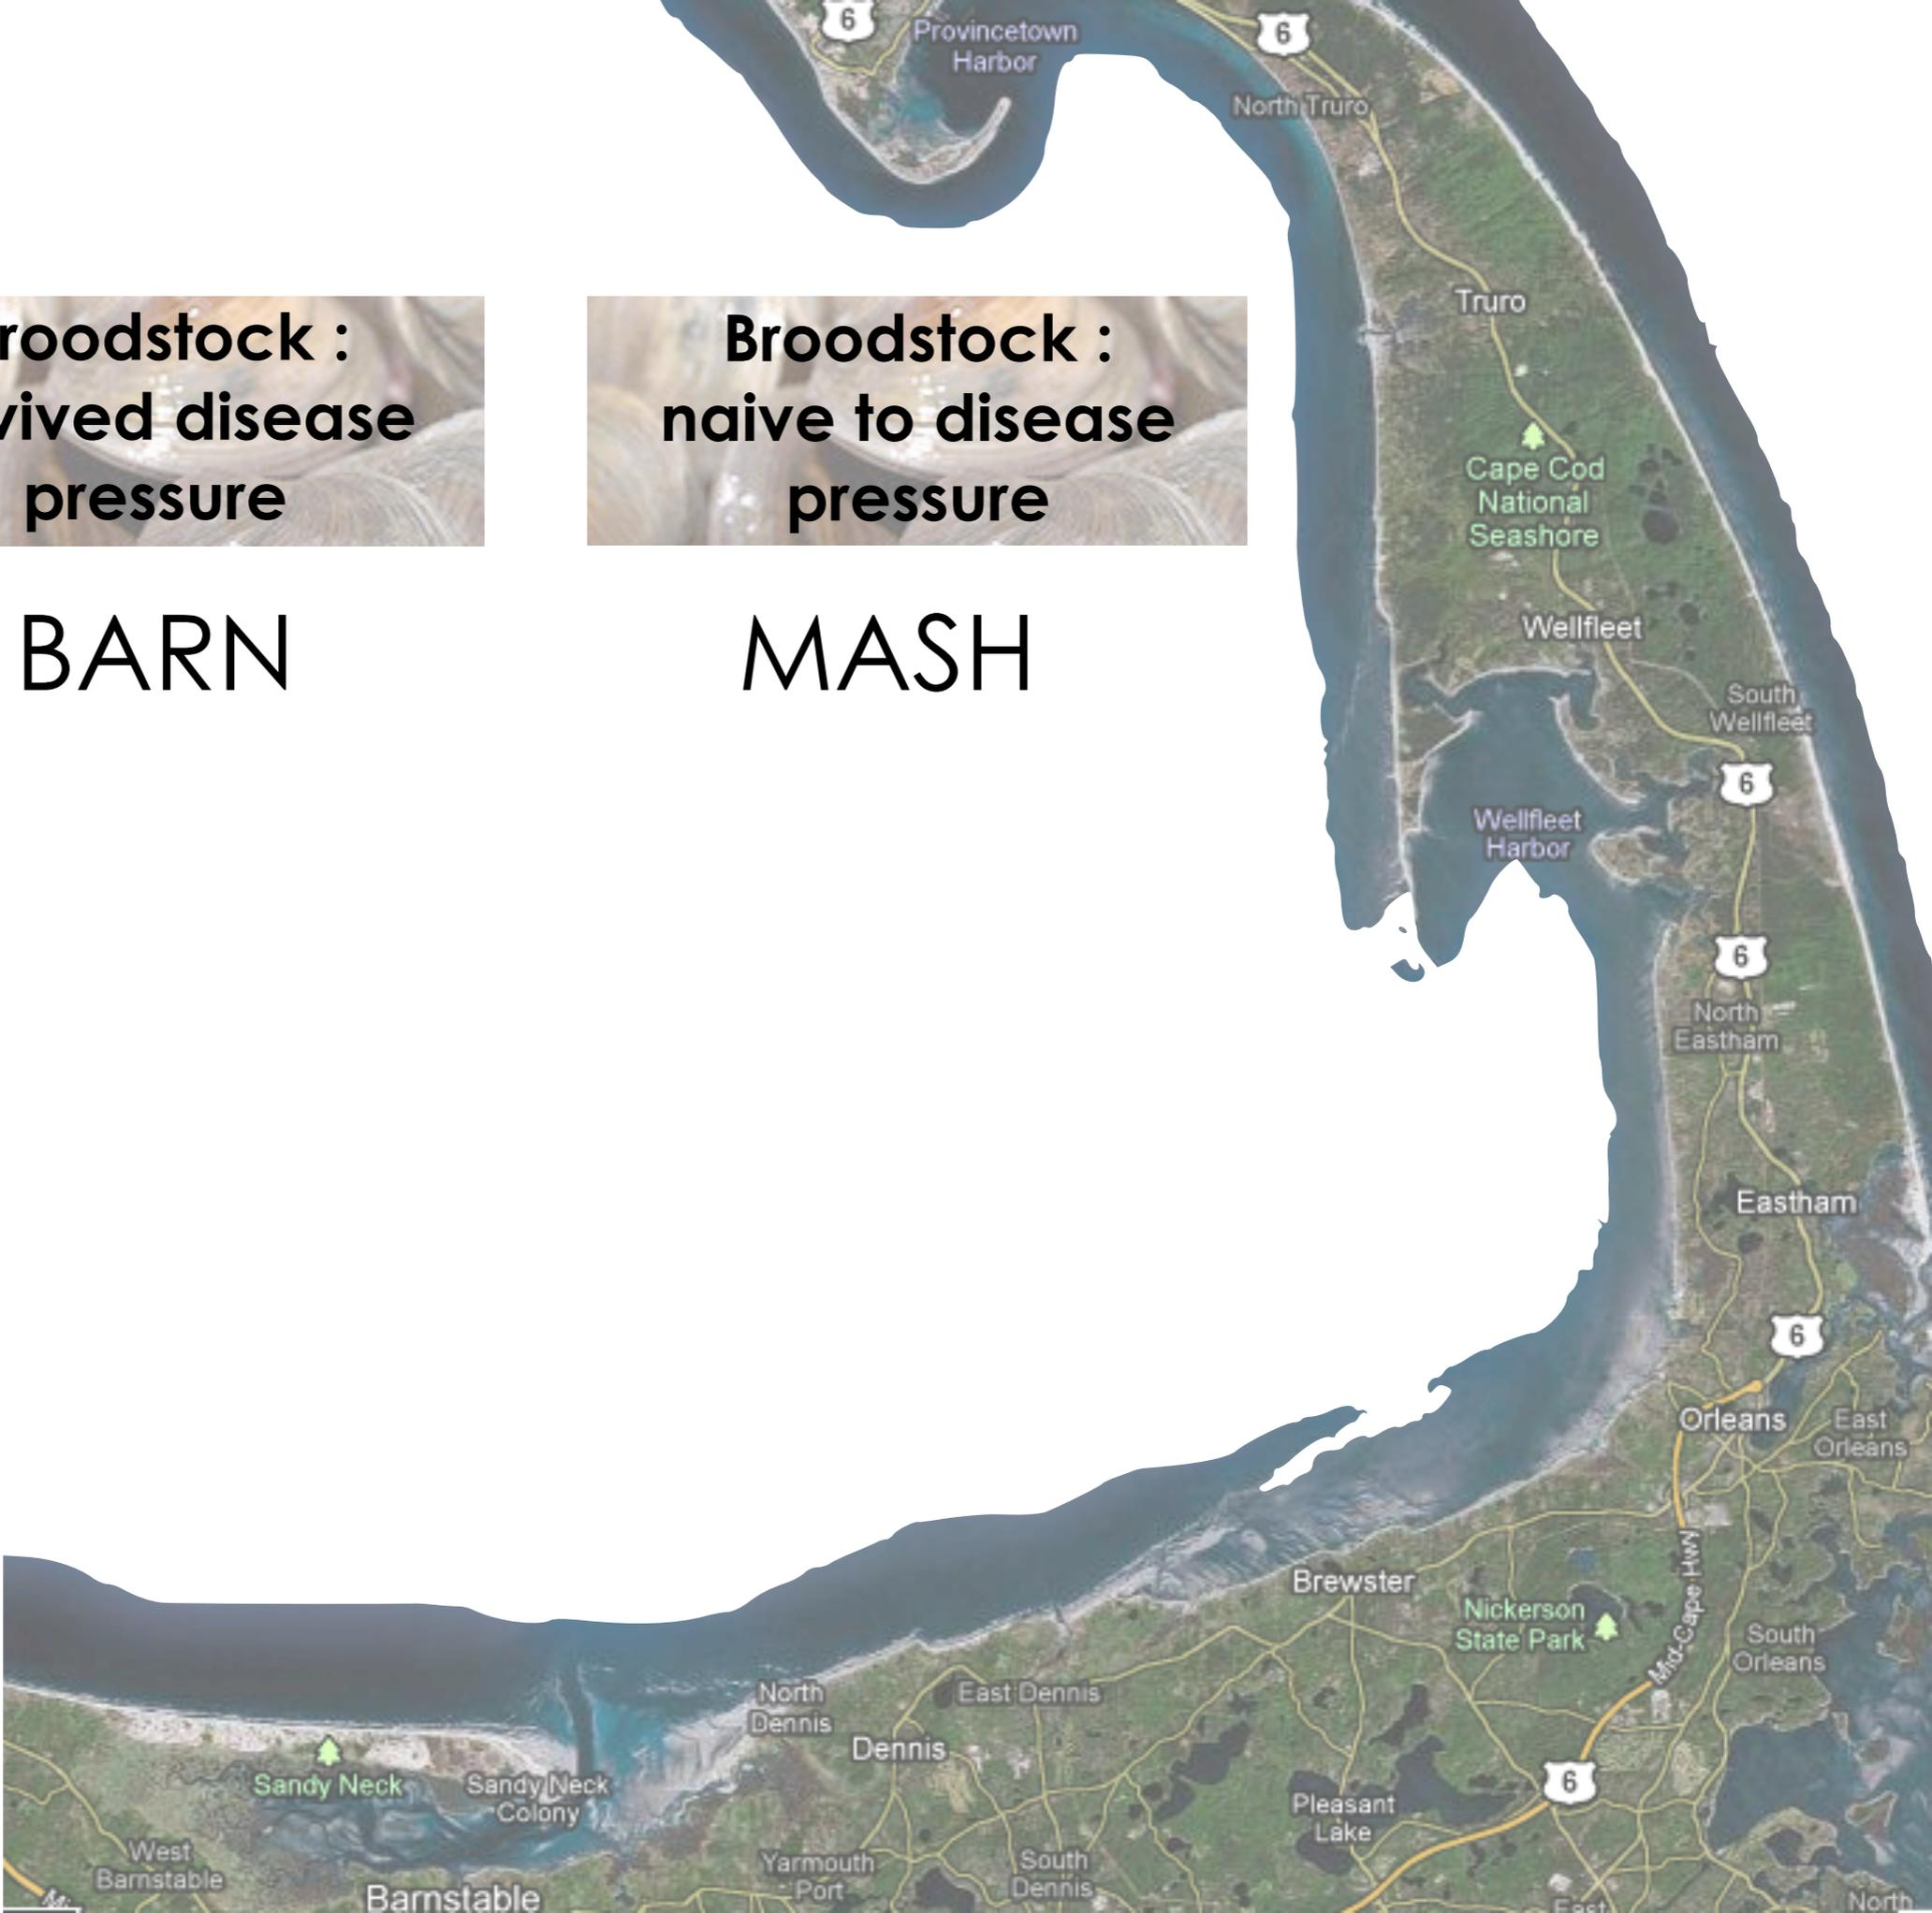 6
Provincetown
Harbor
6
North Truro
Truro
roodstock :
vived disease
pressure
Broodstock :
naive to disease
pressure
BARN
MASH
Cape Cod
National
Seashore
Wellfleet
South
Wellfleet
6
Wellfleet
Harbor
6
North
Eastham
Eastham
6
Orleans
East
Orleans
Brewster
Nickerson
State Park
Mid-Cape Hwy
South
Orleans
North
Dennis
East Dennis
Dennis
Sandy Neck
Sandy Neck
Colony
6
Pleasant
Lake
West
Barnstable
Yarmouth
Port
South
Dennis
Barnstable
East
North